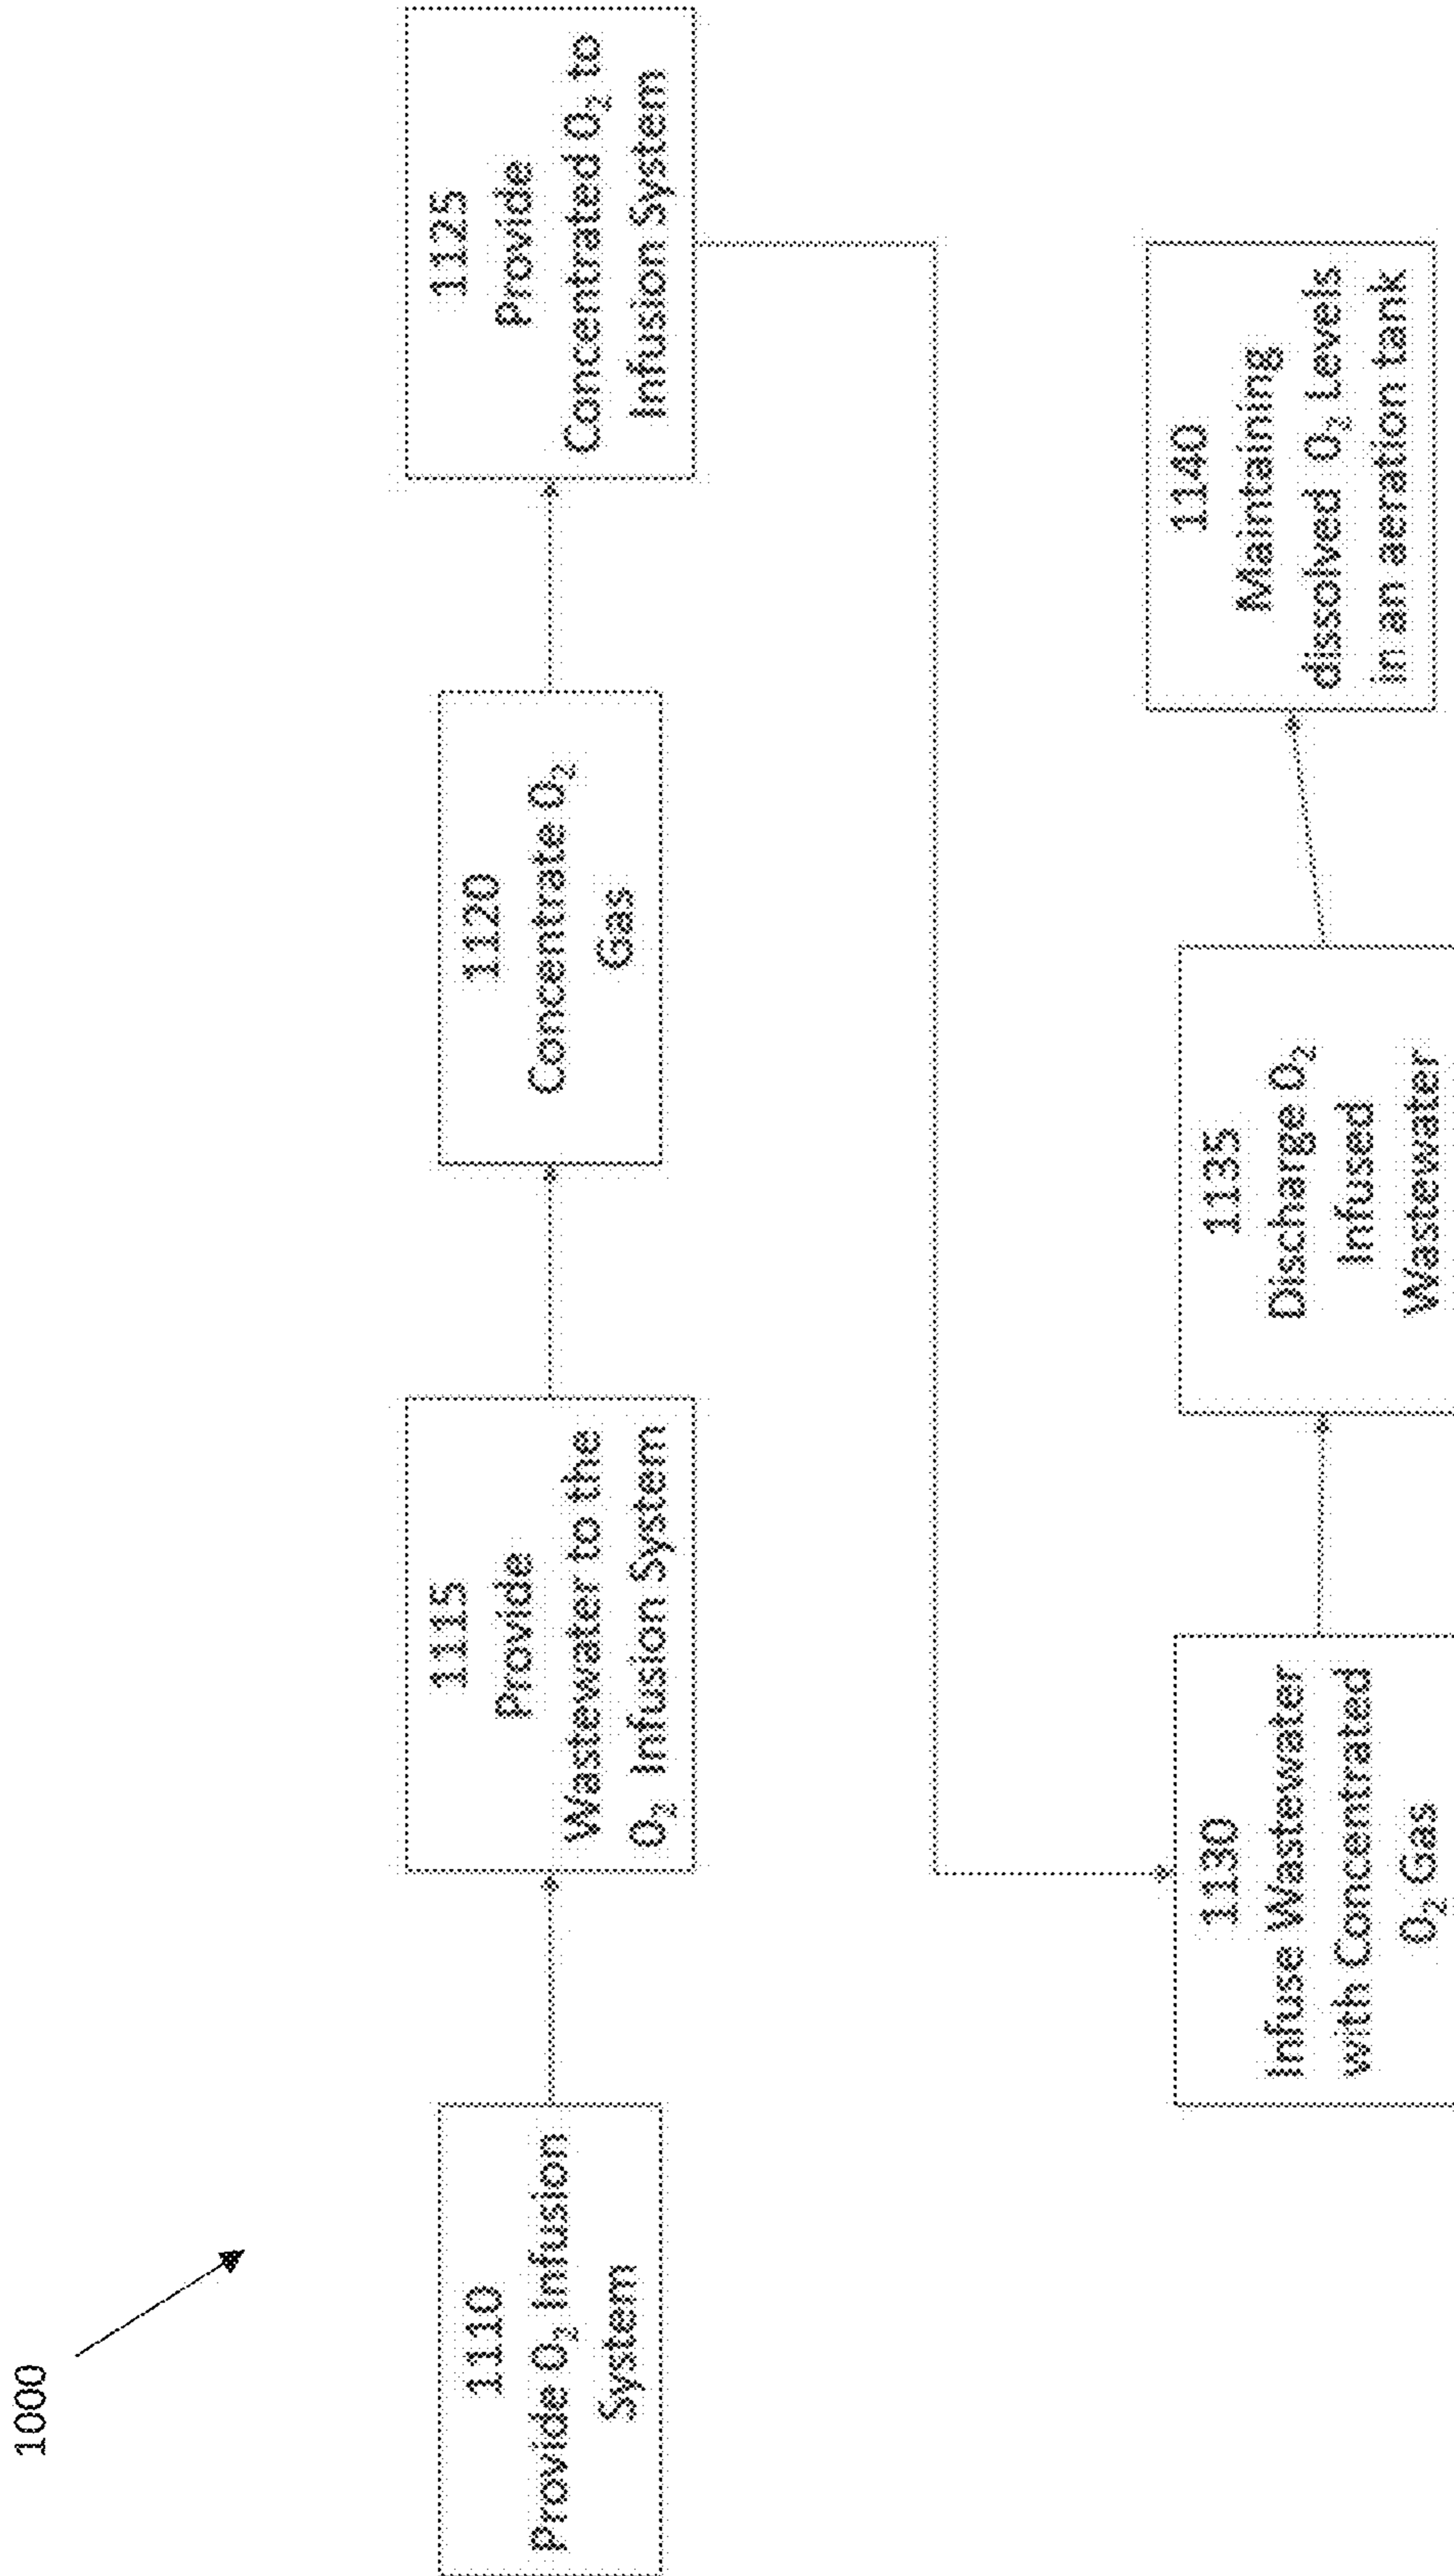 1000
1110
Provide O₂ Infusion
System
1115
Provide
Wastewater to the
O₂ Infusion System
1120
Concentrate O₂
Gas
1125
Provide
Concentrated O₂ to
Infusion System
1130
Infuse Wastewater
with Concentrated
O₂ Gas
1135
Discharge O₂
Infused
Wastewater
1140
Maintaining
dissolved O₂ Levels
in an aeration tank